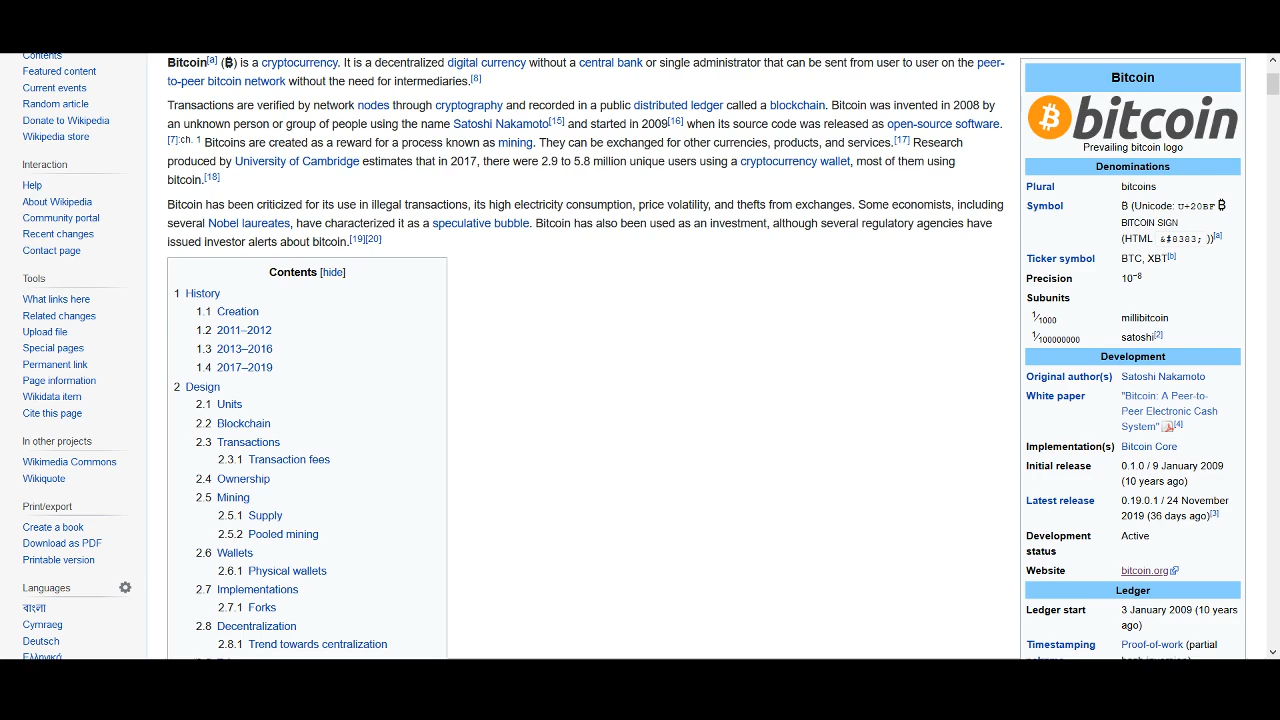 Contents
Featured content
Current events
Random article
Donate to Wikipedia
Wikipedia store
Interaction
Help
About Wikipedia
Community portal
Recent changes
Contact page
Tools
What links here
Related changes
Upload file
Special pages
Permanent link
Page information
Wikidata item
Cite this page
In other projects
Wikimedia Commons
Wikiquote
Print/export
Create a book
Download as PDF
Printable version
Languages
বাংলা
Cymraeg
Deutsch
Ελληνικά
Bitcoin[a] (₿) is a cryptocurrency. It is a decentralized digital currency without a central bank or single administrator that can be sent from user to user on the peer-
to-peer bitcoin network without the need for intermediaries.[8]
Transactions are verified by network nodes through cryptography and recorded in a public distributed ledger called a blockchain. Bitcoin was invented in 2008 by
an unknown person or group of people using the name Satoshi Nakamoto[15] and started in 2009[16] when its source code was released as open-source software.
[7]:ch. 1 Bitcoins are created as a reward for a process known as mining. They can be exchanged for other currencies, products, and services.[17] Research
produced by University of Cambridge estimates that in 2017, there were 2.9 to 5.8 million unique users using a cryptocurrency wallet, most of them using
bitcoin.[18]
Bitcoin has been criticized for its use in illegal transactions, its high electricity consumption, price volatility, and thefts from exchanges. Some economists, including
several Nobel laureates, have characterized it as a speculative bubble. Bitcoin has also been used as an investment, although several regulatory agencies have
issued investor alerts about bitcoin.[19][20]
Contents [hide]
1 History
1.1 Creation
1.2 2011–2012
1.3 2013–2016
1.4 2017–2019
2 Design
2.1 Units
2.2 Blockchain
2.3 Transactions
2.3.1 Transaction fees
2.4 Ownership
2.5 Mining
2.5.1 Supply
2.5.2 Pooled mining
2.6 Wallets
2.6.1 Physical wallets
2.7 Implementations
2.7.1 Forks
2.8 Decentralization
2.8.1 Trend towards centralization
Bitcoin
bitcoin
Prevailing bitcoin logo
Denominations
Plural bitcoins
Symbol ₿ (Unicode: U+20BF ₿
BITCOIN SIGN
(HTML &#8383; ))[a]
Ticker symbol BTC, XBT[b]
Precision 10−8
Subunits
1⁄1000 millibitcoin
1⁄100000000 satoshi[2]
Development
Original author(s) Satoshi Nakamoto
White paper "Bitcoin: A Peer-to-
Peer Electronic Cash
System" [4]
Implementation(s) Bitcoin Core
Initial release 0.1.0 / 9 January 2009
(10 years ago)
Latest release 0.19.0.1 / 24 November
2019 (36 days ago)[3]
Development Active
status
Website bitcoin.org
Ledger
Ledger start 3 January 2009 (10 years
ago)
Timestamping Proof-of-work (partial